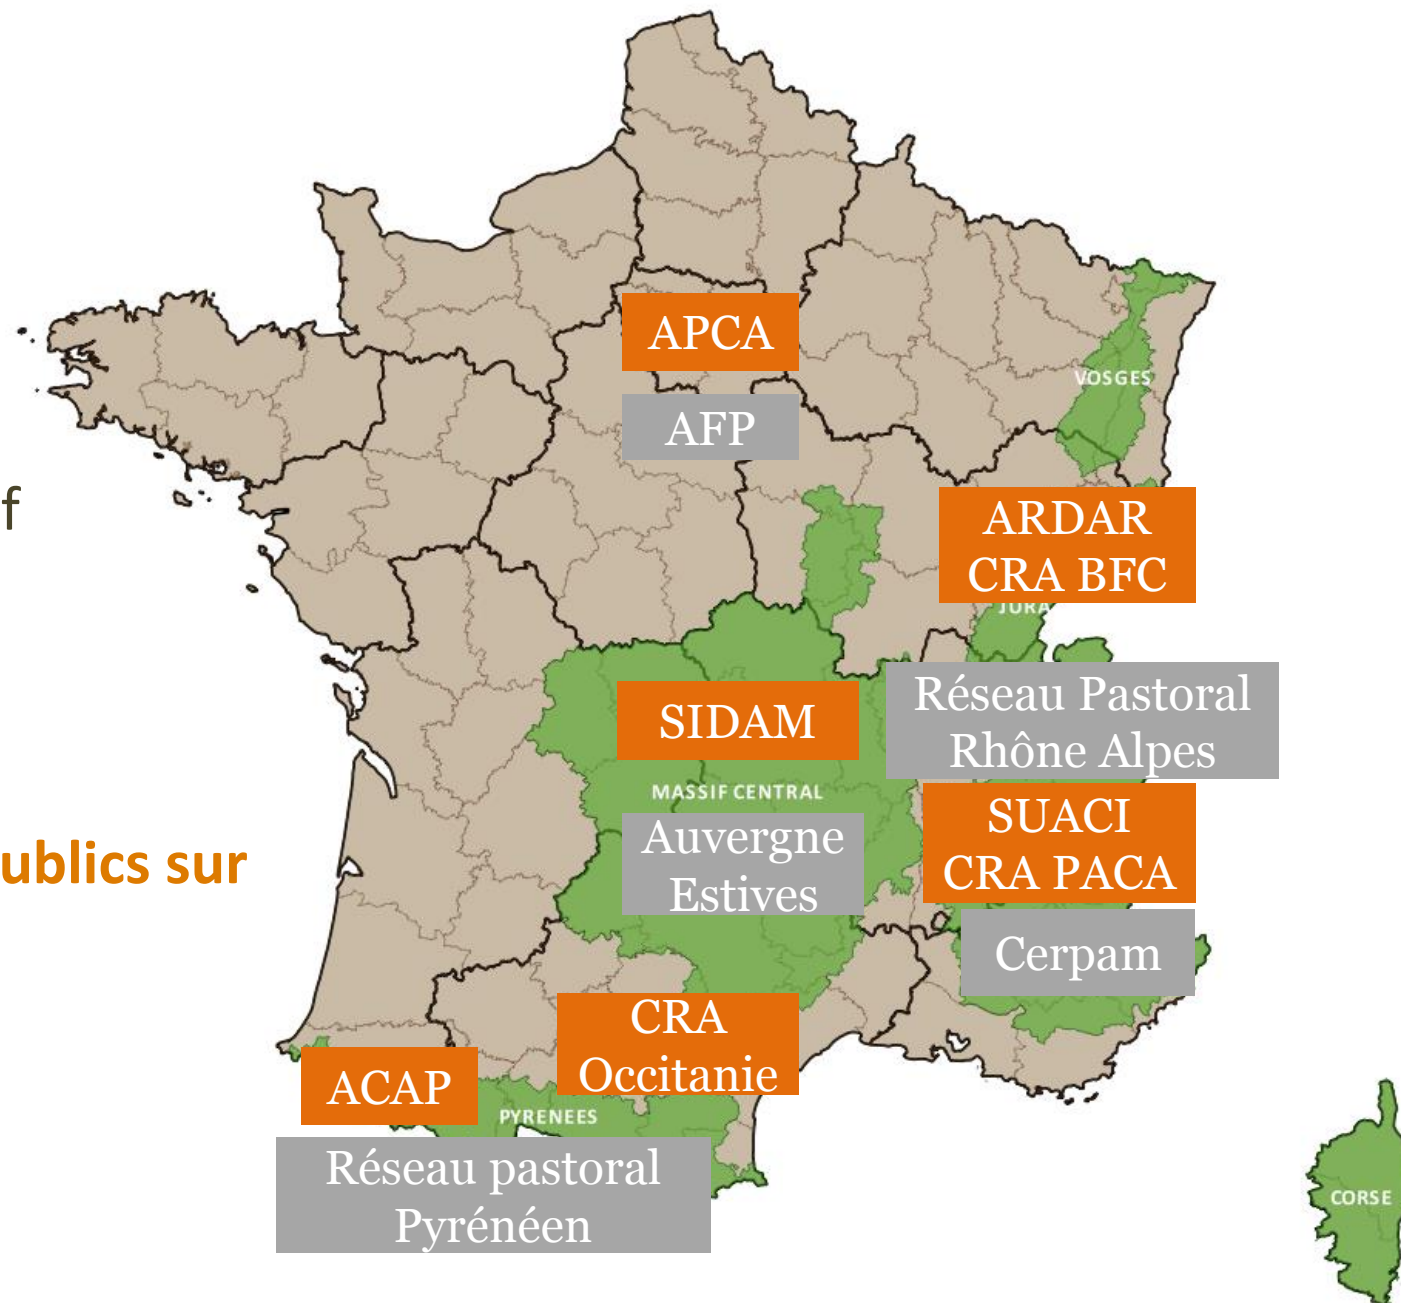 APCA
VOSGES
AFP
f
ARDAR
CRA BFC
JURA
Réseau Pastoral
Rhône Alpes
SIDAM
MASSIF CENTRAL
SUACI
CRA PACA
Auvergne
Estives
ublics sur
Cerpam
CRA
Occitanie
ACAP
PYRENEES
Réseau pastoral
Pyrénéen
CORSE